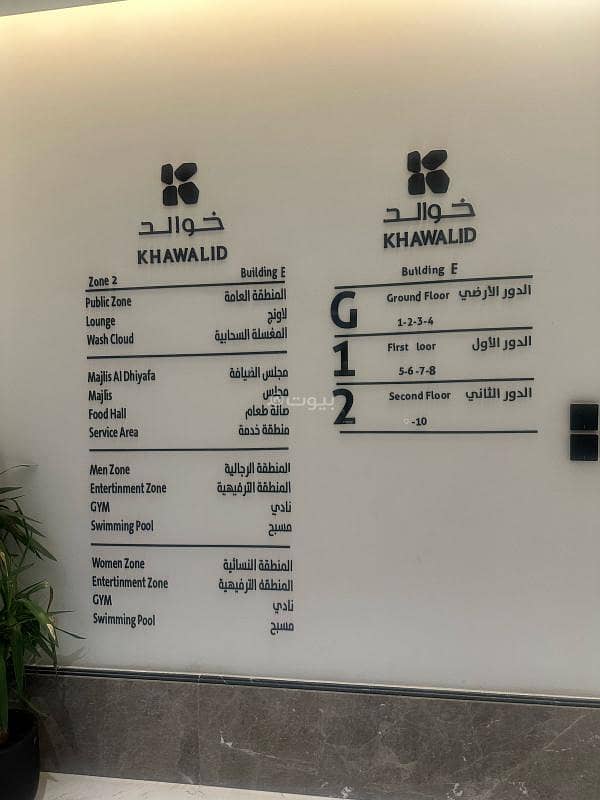 خوالد
KHAWALID
Zone 2 Building E
Public Zone المنطقة العامة
Lounge لاونج
Wash Cloud المغسلة السحابية
Majlis Al Dhiyafa مجلس الضيافة
Majlis مجلس
Food Hall صالة طعام
Service Area منطقة خدمة
Men Zone المنطقة الرجالية
Entertinment Zone المنطقة الترفيهية
GYM نادي
Swimming Pool مسبح
Women Zone المنطقة النسائية
Entertinment Zone المنطقة الترفيهية
GYM نادي
Swimming Pool مسبح
خوالد
KHAWALID
Building E
G Ground Floor الدور الأرضي
1-2-3-4
1 First loor الدور الأول
5-6-7-8
2 Second Floor الدور الثاني
-10
بيوت